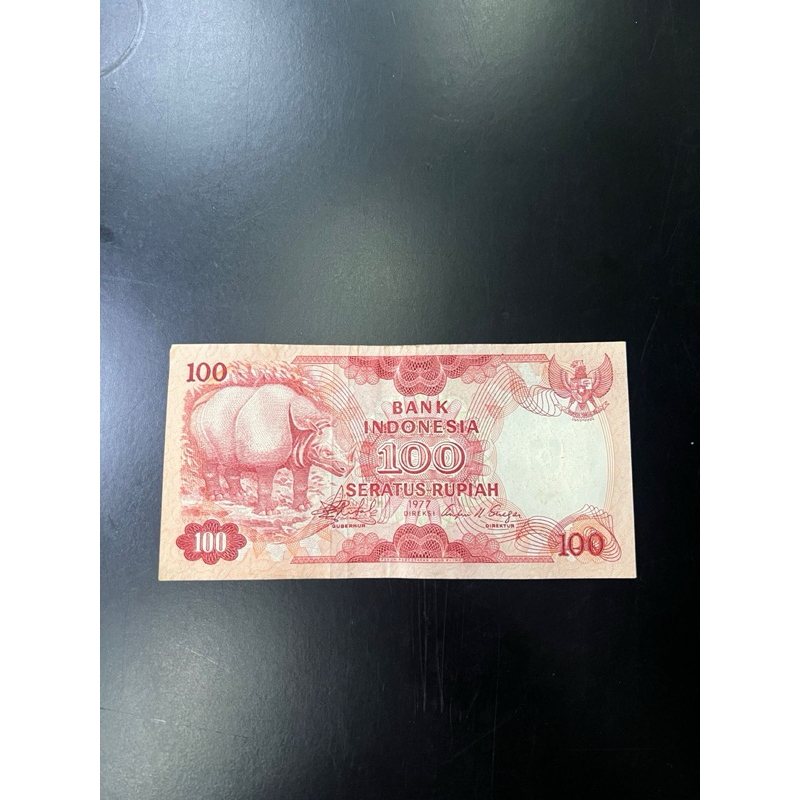 100
BANK
INDONESIA
100
SERATUS RUPIAH
1977
DIREKSI
GUBERNUR
DIREKTUR
100
100